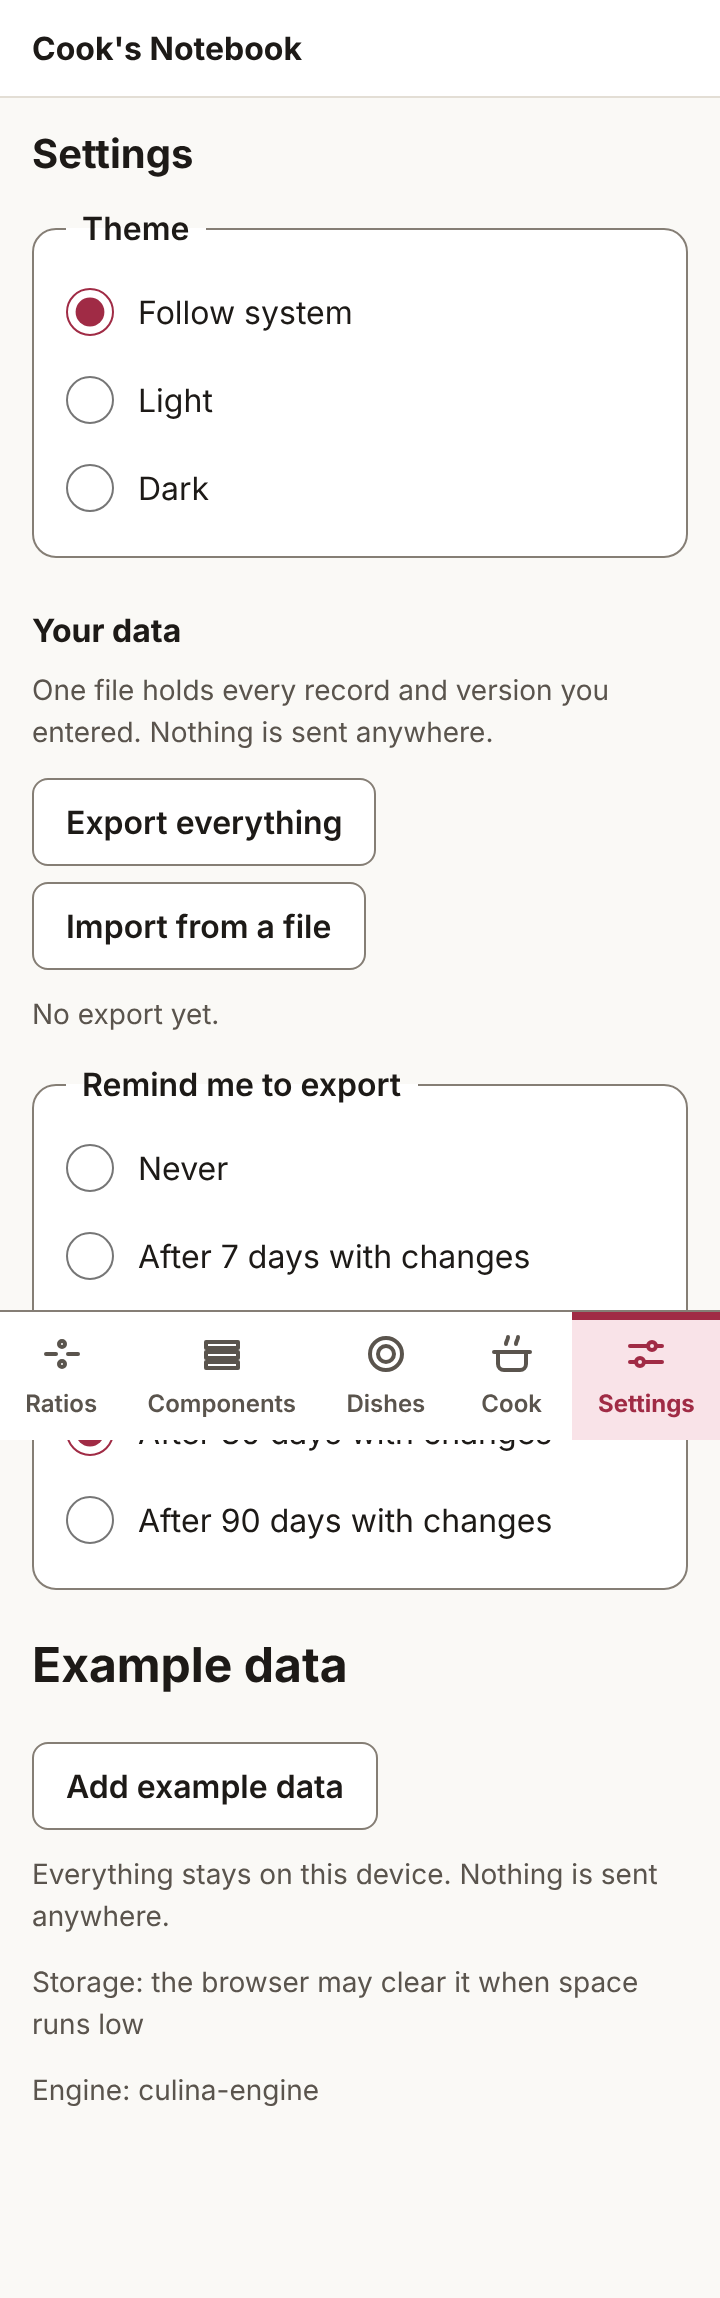 Cook's Notebook
Settings
Theme
Follow system
Light
Dark
Your data
One file holds every record and version you
entered. Nothing is sent anywhere.
Export everything
Import from a file
No export yet.
Remind me to export
Never
After 7 days with changes
Ratios
Components
Dishes
Cook
Settings
days with changes
After 90 days with changes
Example data
Add example data
Everything stays on this device. Nothing is sent
anywhere.
Storage: the browser may clear it when space
runs low
Engine: culina-engine